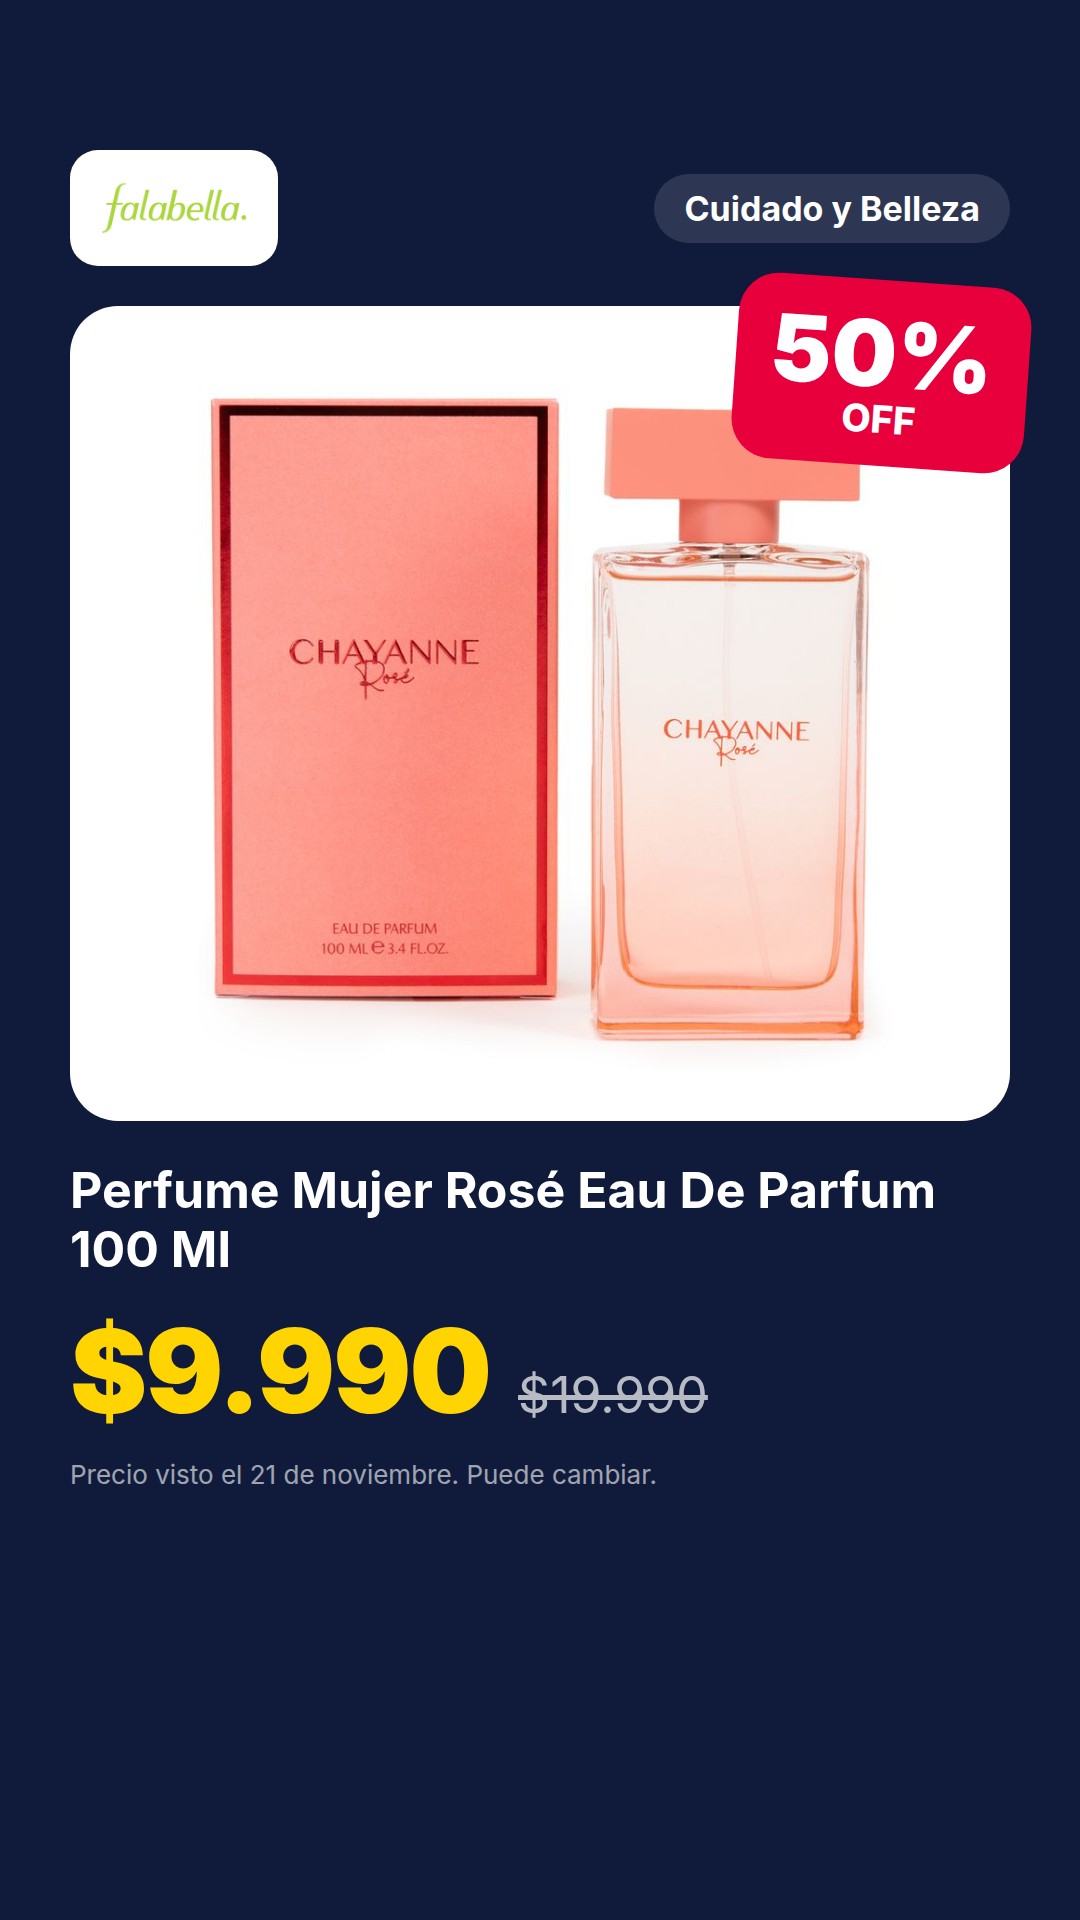 falabella.
Cuidado y Belleza
50%
OFF
CHAYANNE
Rosé
EAU DE PARFUM
100 ML e 3.4 FL.OZ.
CHAYANNE
Rosé
Perfume Mujer Rosé Eau De Parfum
100 Ml
$9.990 $19.990
Precio visto el 21 de noviembre. Puede cambiar.